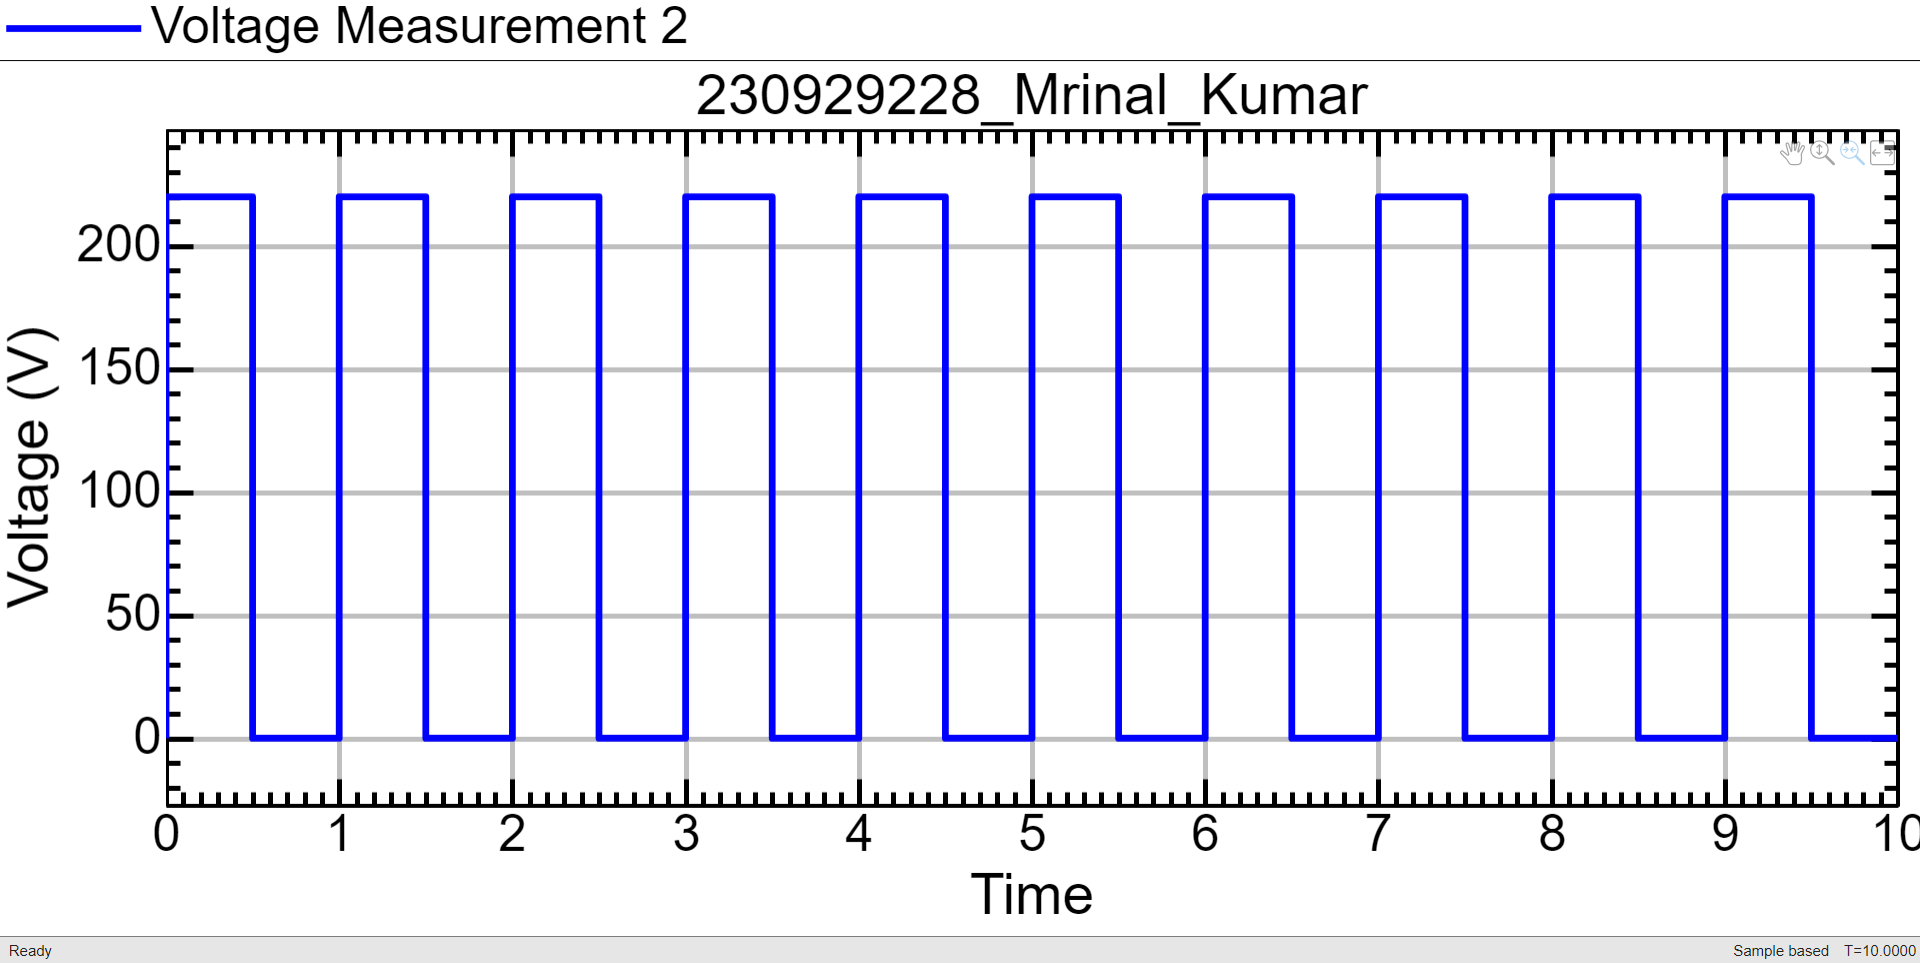 Voltage Measurement 2
230929228_Mrinal_Kumar
Voltage (V)
200
150
100
50
0
0 1 2 3 4 5 6 7 8 9 10
Time
Ready Sample based T=10.0000